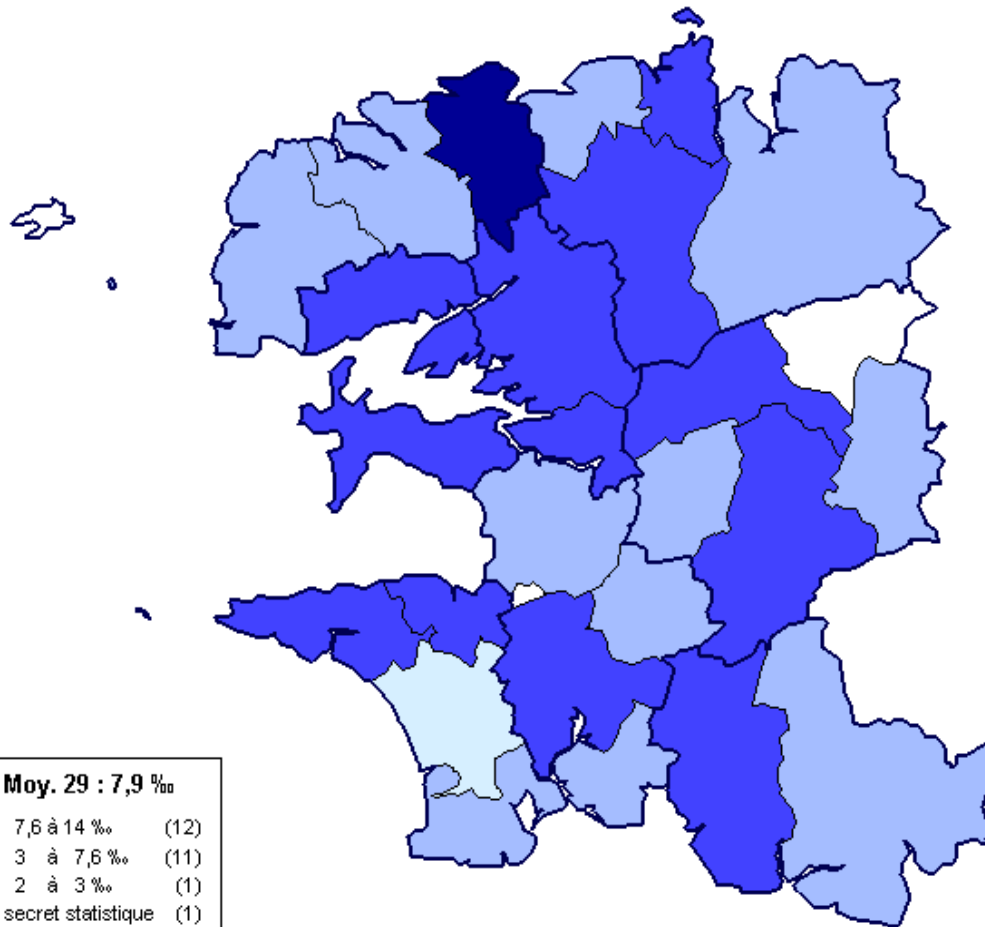 Moy. 29 : 7,9 ‰
7,6 à 14 ‰ (12)
3 à 7,6 ‰ (11)
2 à 3 ‰ (1)
secret statistique (1)